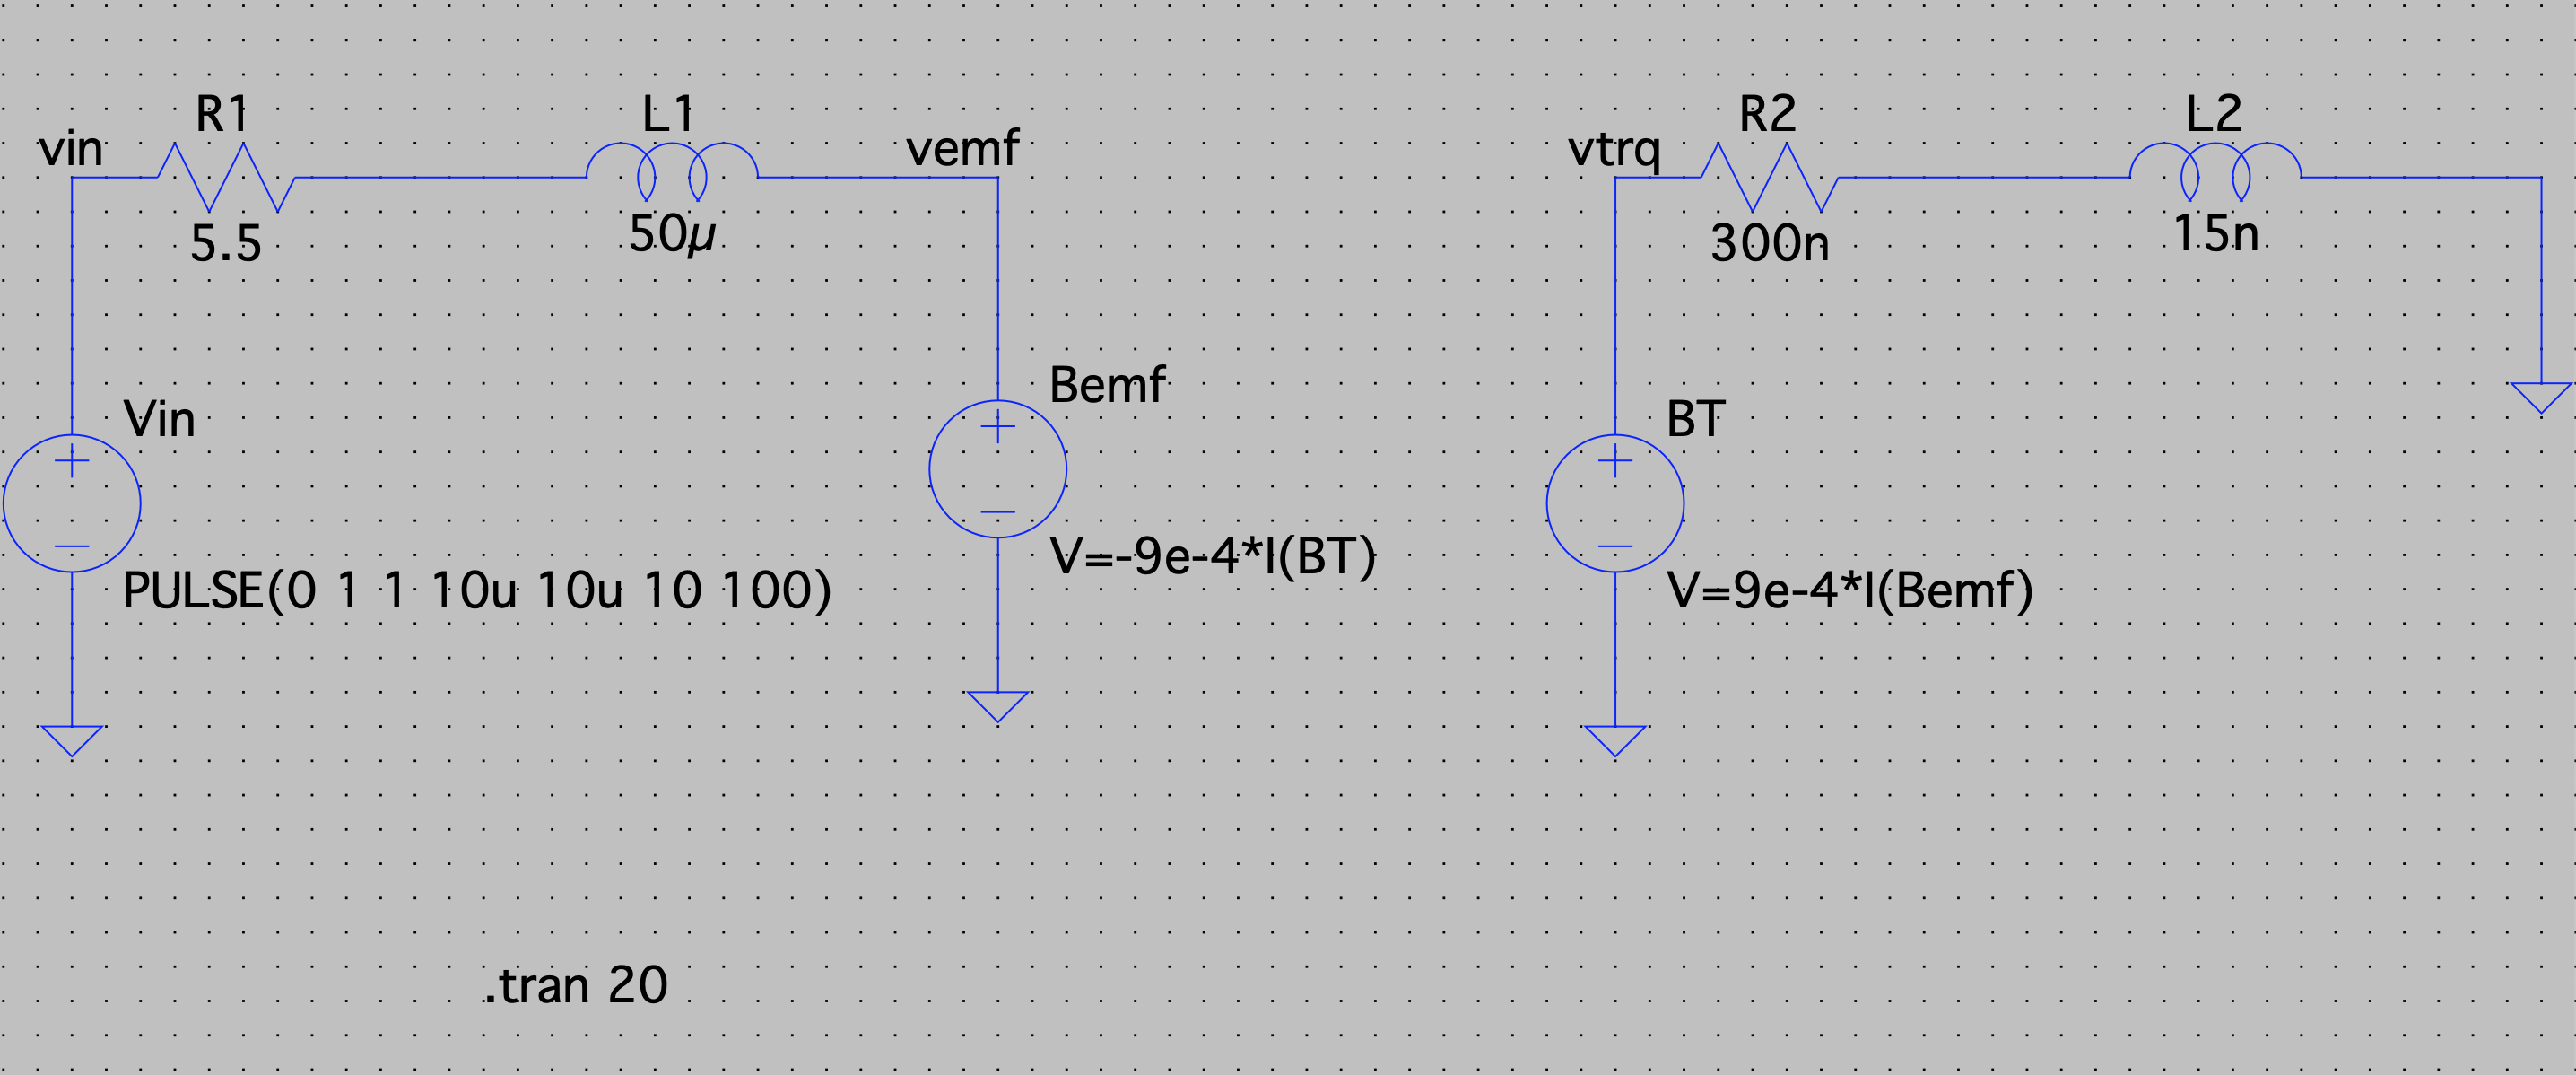 R1
L1
R2
L2
vin
vemf
vtrq
5.5
50µ
300n
15n
Bemf
Vin
BT
V=-9e-4*I(BT)
PULSE(0 1 1 10u 10u 10 100)
V=9e-4*I(Bemf)
.tran 20